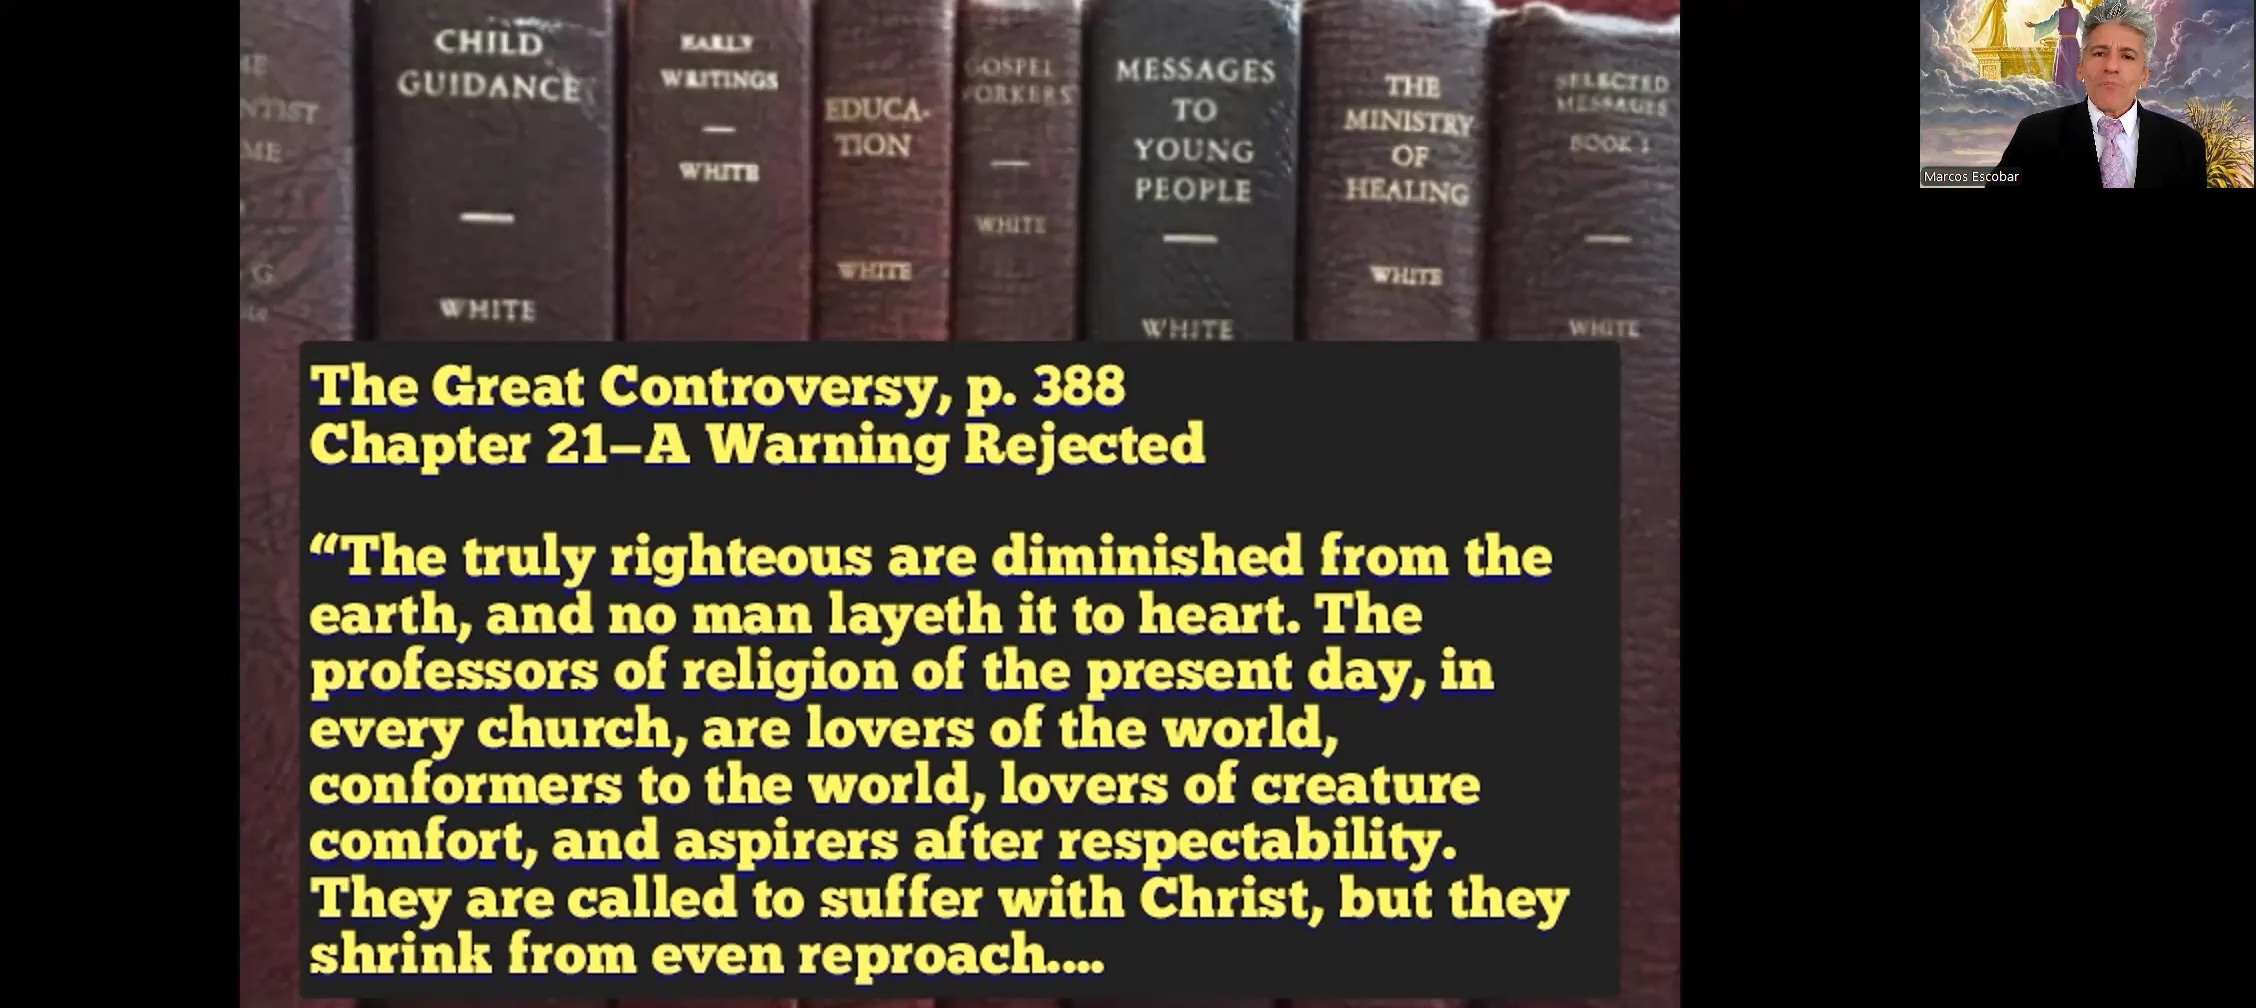 CHILD
GUIDANCE
WHITE
EARLY
WRITINGS
WHITE
EDUCA-
TION
WHITE
GOSPEL
WORKERS
WHITE
MESSAGES
TO
YOUNG
PEOPLE
WHITE
THE
MINISTRY
OF
HEALING
WHITE
SELECTED
MESSAGES
BOOK 1
WHITE
Marcos Escobar
The Great Controversy, p. 388
Chapter 21—A Warning Rejected
“The truly righteous are diminished from the
earth, and no man layeth it to heart. The
professors of religion of the present day, in
every church, are lovers of the world,
conformers to the world, lovers of creature
comfort, and aspirers after respectability.
They are called to suffer with Christ, but they
shrink from even reproach....